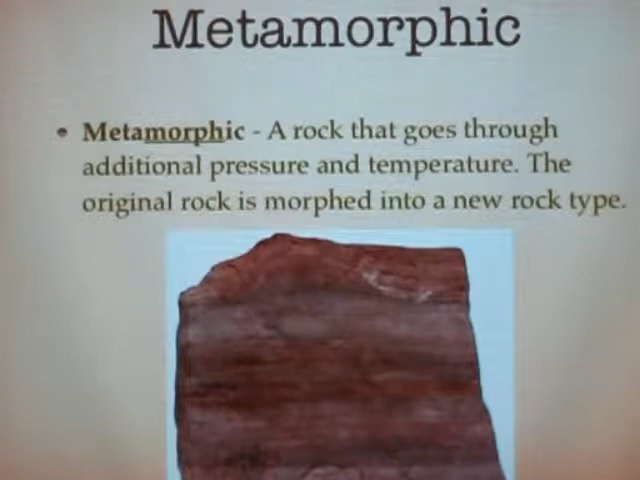 Metamorphic
• Metamorphic - A rock that goes through
additional pressure and temperature. The
original rock is morphed into a new rock type.